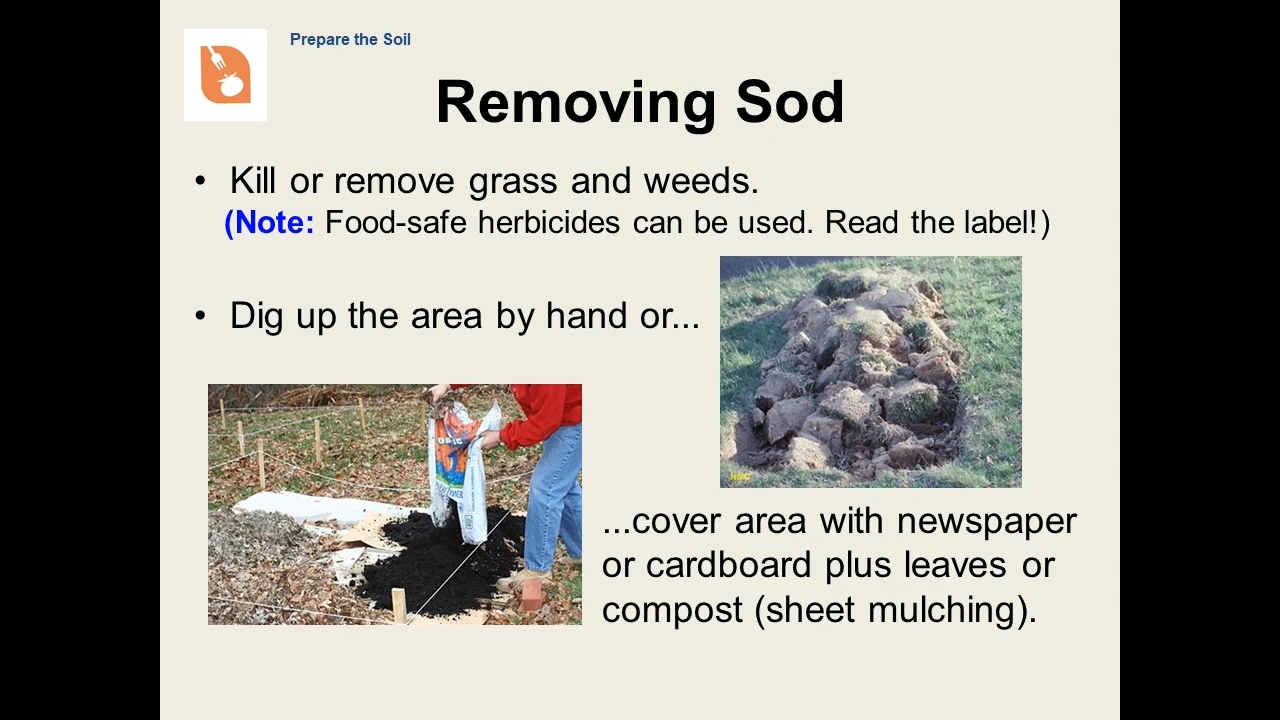 Prepare the Soil
Removing Sod
• Kill or remove grass and weeds.
(Note: Food-safe herbicides can be used. Read the label!)
• Dig up the area by hand or...
HGIC
...cover area with newspaper
or cardboard plus leaves or
compost (sheet mulching).